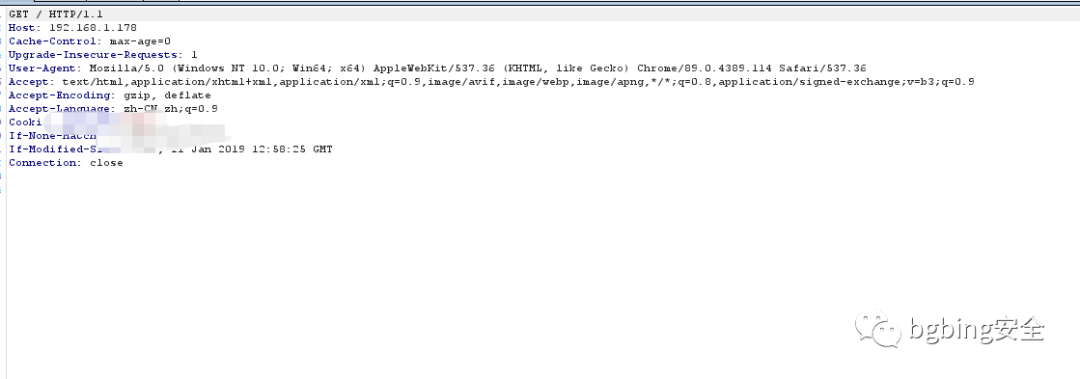 GET / HTTP/1.1
Host: 192.168.1.178
Cache-Control: max-age=0
Upgrade-Insecure-Requests: 1
User-Agent: Mozilla/5.0 (Windows NT 10.0; Win64; x64) AppleWebKit/537.36 (KHTML, like Gecko) Chrome/89.0.4389.114 Safari/537.36
Accept: text/html,application/xhtml+xml,application/xml;q=0.9,image/avif,image/webp,image/apng,*/*;q=0.8,application/signed-exchange;v=b3;q=0.9
Accept-Encoding: gzip, deflate
Accept-Language: zh-CN,zh;q=0.9
Cooki
If-None-Match
If-Modified-S , 11 Jan 2019 12:58:25 GMT
Connection: close
bgbing安全